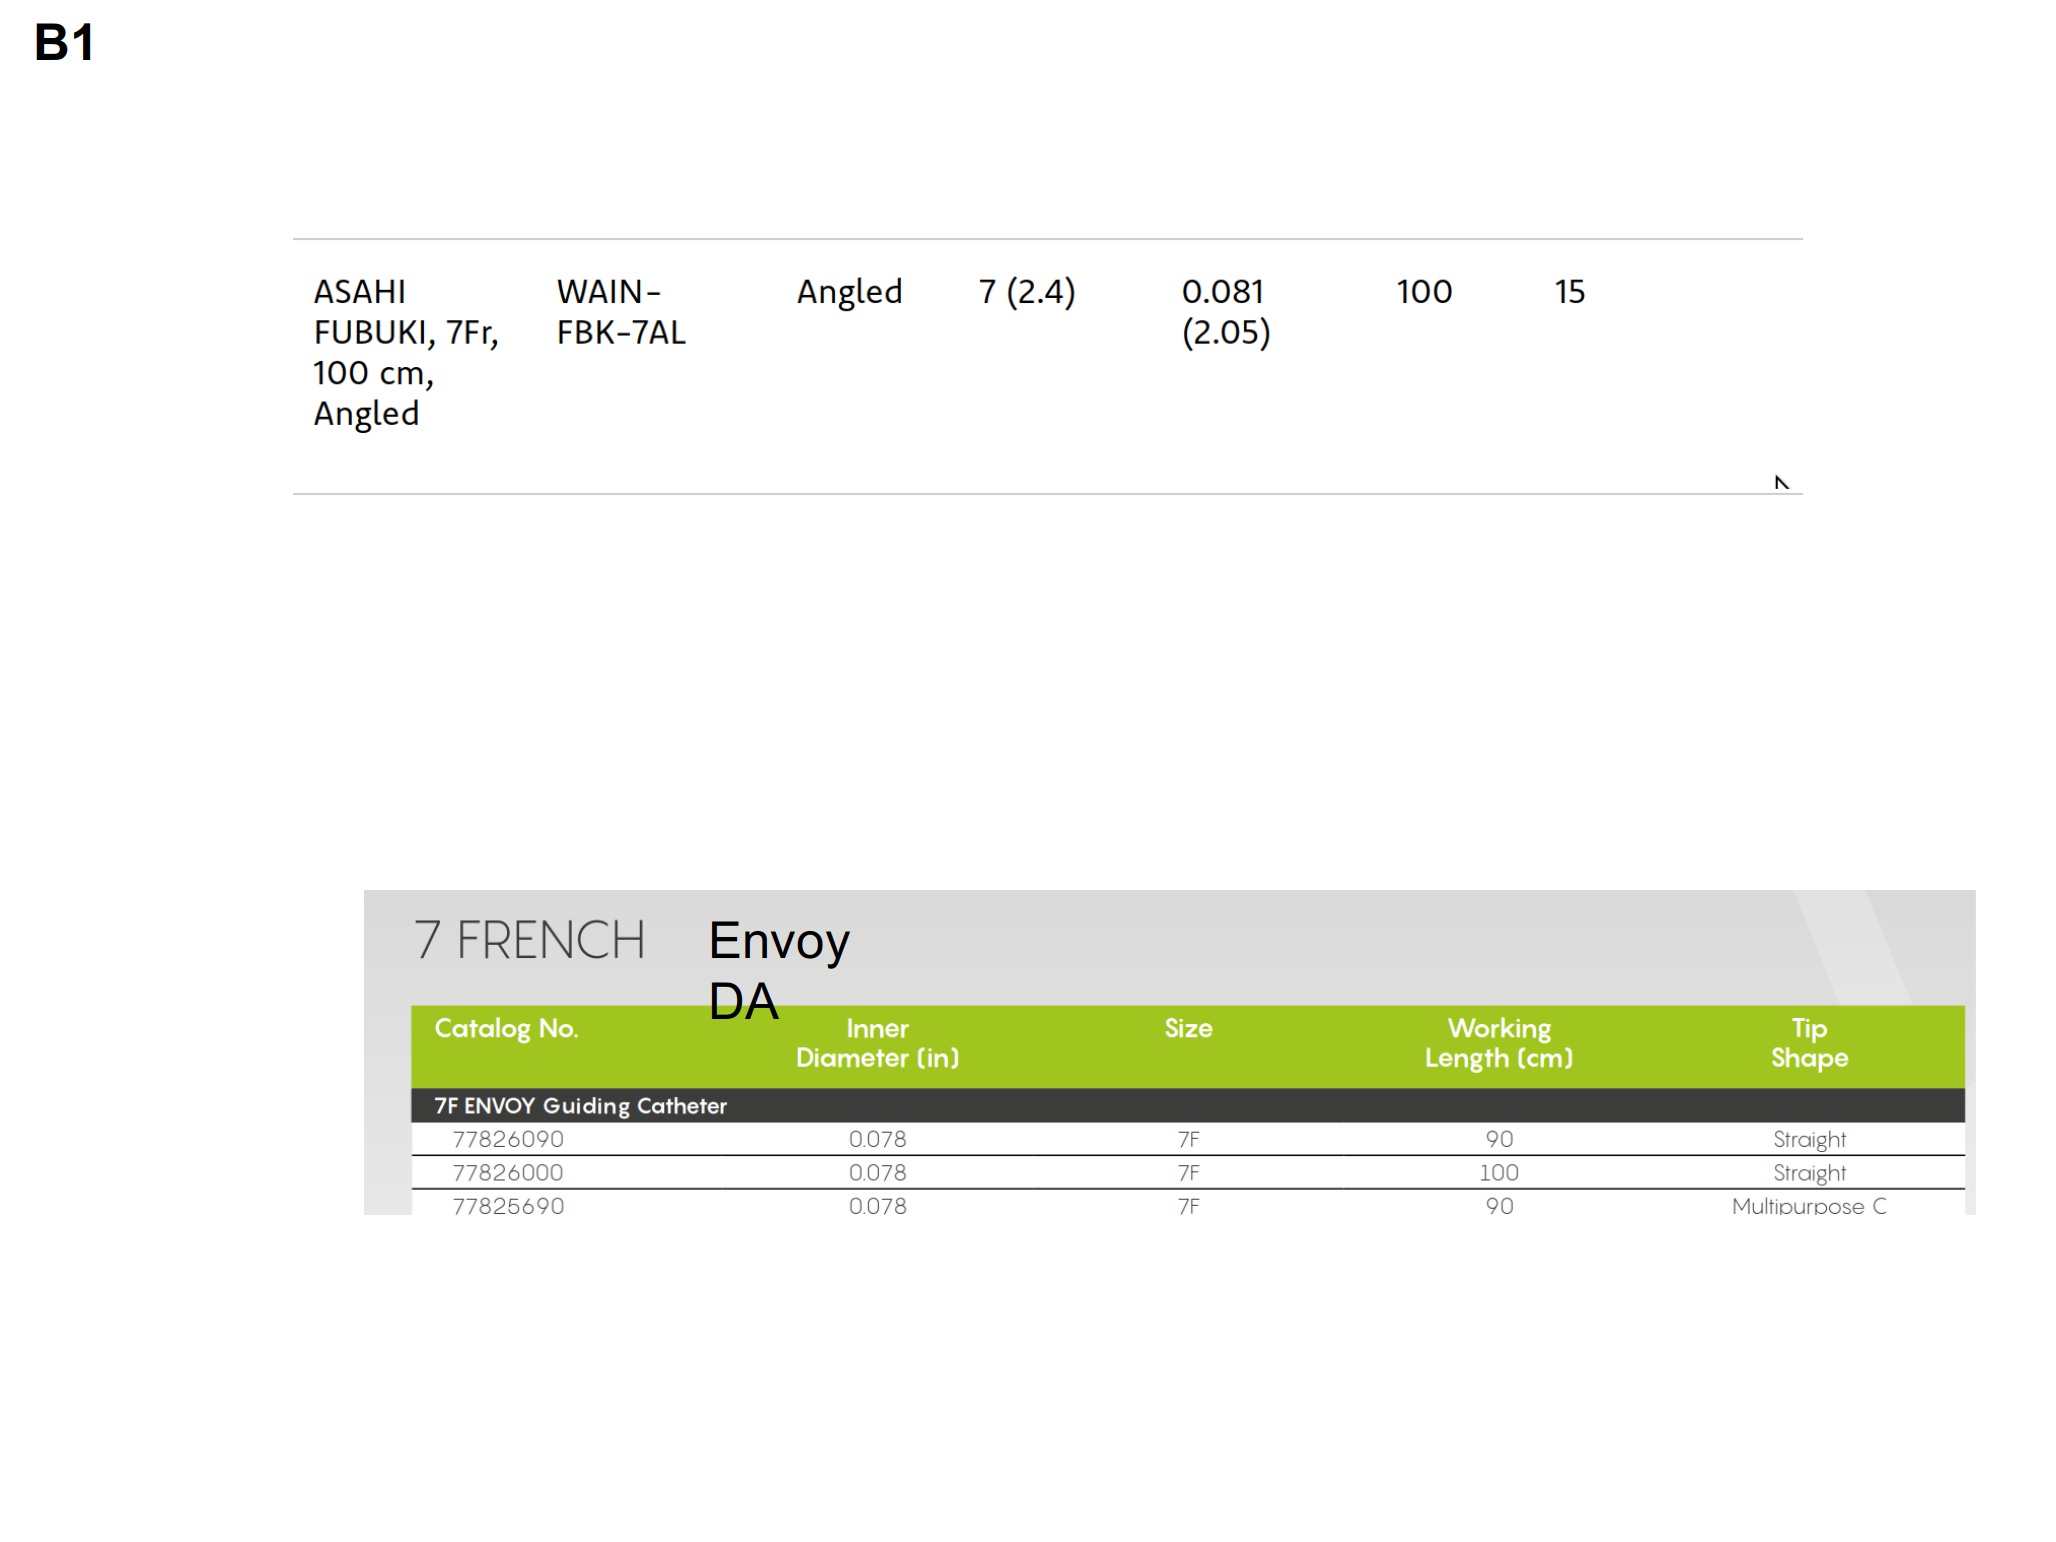 B1
ASAHI FUBUKI, 7Fr, 100 cm, Angled WAIN-FBK-7AL Angled 7 (2.4) 0.081 (2.05) 100 15
7 FRENCH Envoy DA
Catalog No. Inner Diameter (in) Size Working Length (cm) Tip Shape
7F ENVOY Guiding Catheter
77826090 0.078 7F 90 Straight
77826000 0.078 7F 100 Straight
77825690 0.078 7F 90 Multipurpose C